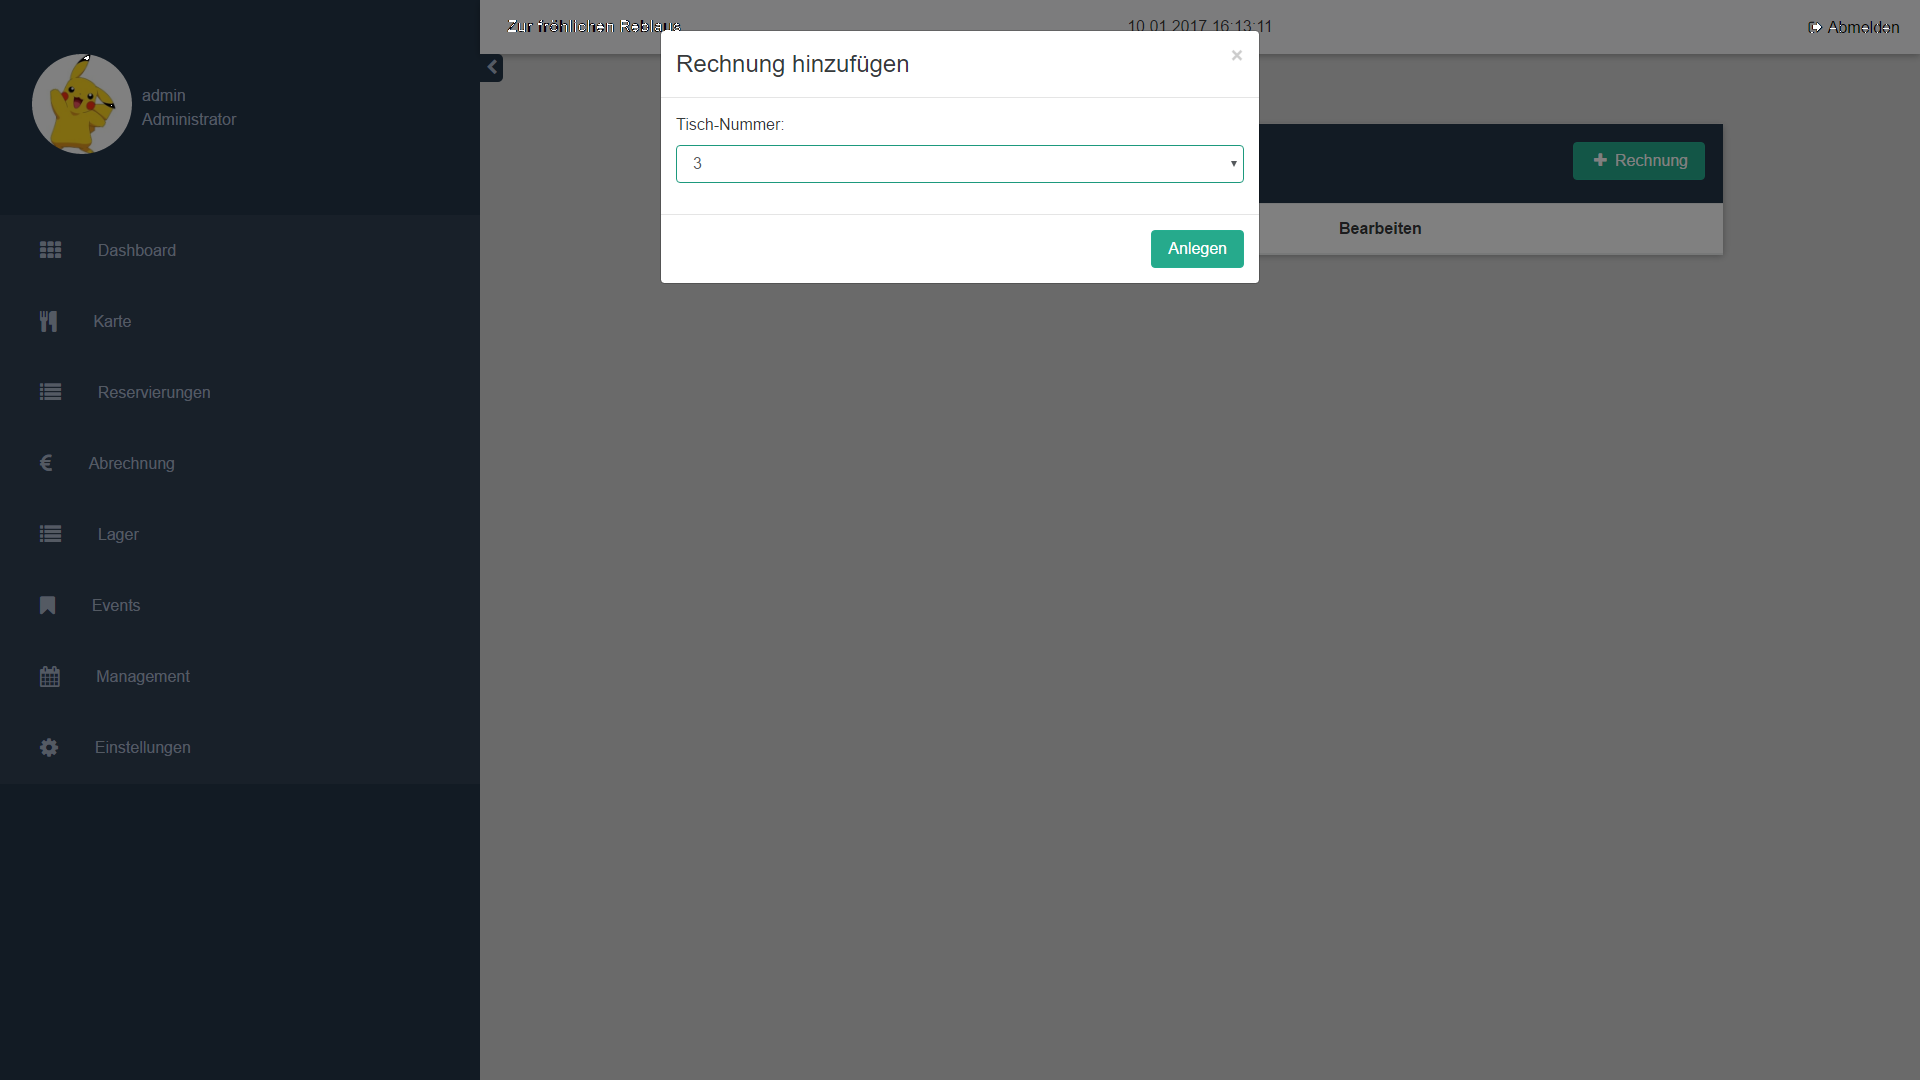 Zur fröhlichen Reblaus
10.01.2017 16:13:11
Abmelden
admin
Administrator
Dashboard
Karte
Reservierungen
Abrechnung
Lager
Events
Management
Einstellungen
Rechnung hinzufügen
×
Tisch-Nummer:
3
Anlegen
Rechnung
Bearbeiten